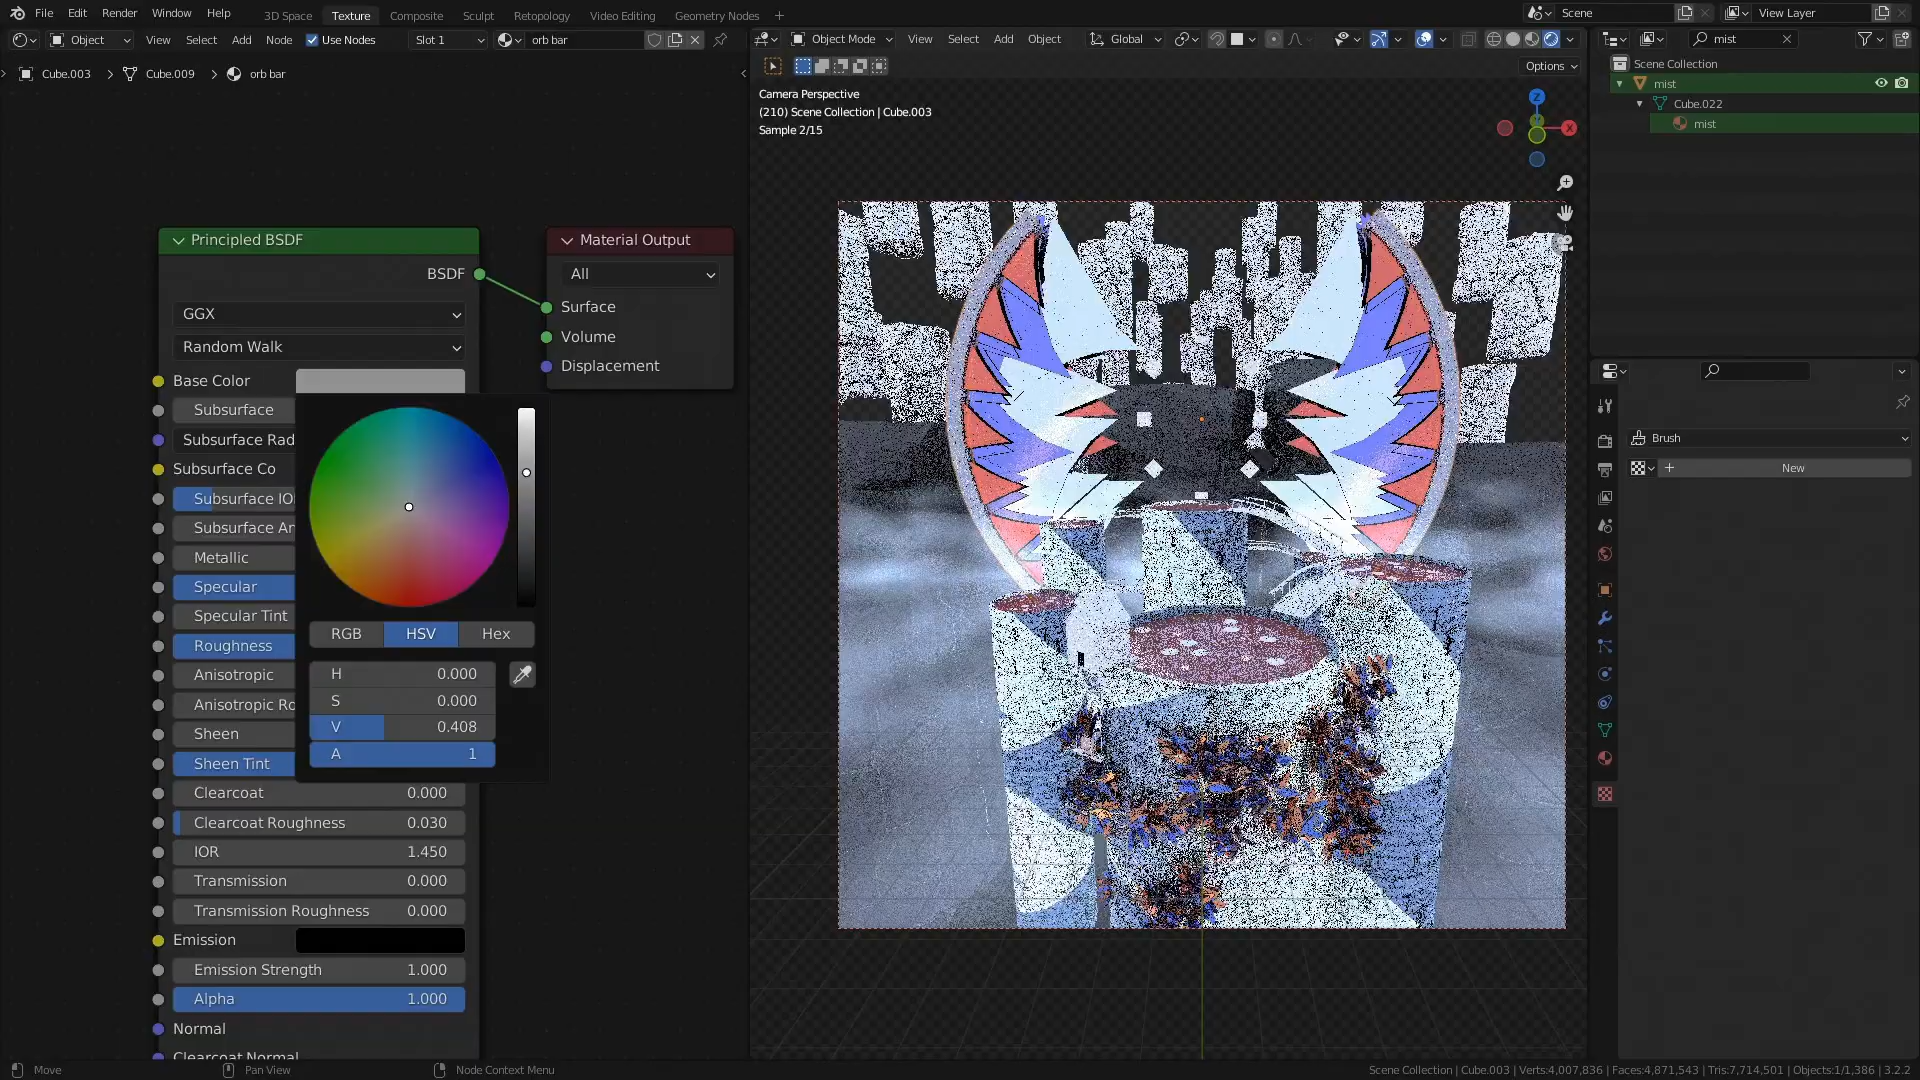 File Edit Render Window Help
3D Space Texture Composite Sculpt Retopology Video Editing Geometry Nodes +
Scene View Layer
Object View Select Add Node Use Nodes Slot 1 orb bar
Object Mode View Select Add Object Global
mist
Options
Cube.003 > Cube.009 > orb bar
Camera Perspective
(210) Scene Collection | Cube.003
Sample 2/15
Z
X
Scene Collection
mist
Cube.022
mist
Principled BSDF
BSDF
GGX
Random Walk
Base Color
Subsurface
Subsurface Rad
Subsurface Co
Subsurface IO
Subsurface An
Metallic
Specular
Specular Tint
Roughness
Anisotropic
Anisotropic Ro
Sheen
Sheen Tint
Clearcoat 0.000
Clearcoat Roughness 0.030
IOR 1.450
Transmission 0.000
Transmission Roughness 0.000
Emission
Emission Strength 1.000
Alpha 1.000
Normal
Clearcoat Normal
Material Output
All
Surface
Volume
Displacement
RGB HSV Hex
H 0.000
S 0.000
V 0.408
A 1
Brush
+ New
Move Pan View Node Context Menu
Scene Collection | Cube.003 | Verts:4,007,836 | Faces:4,871,543 | Tris:7,714,501 | Objects:1/1,386 | 3.2.2